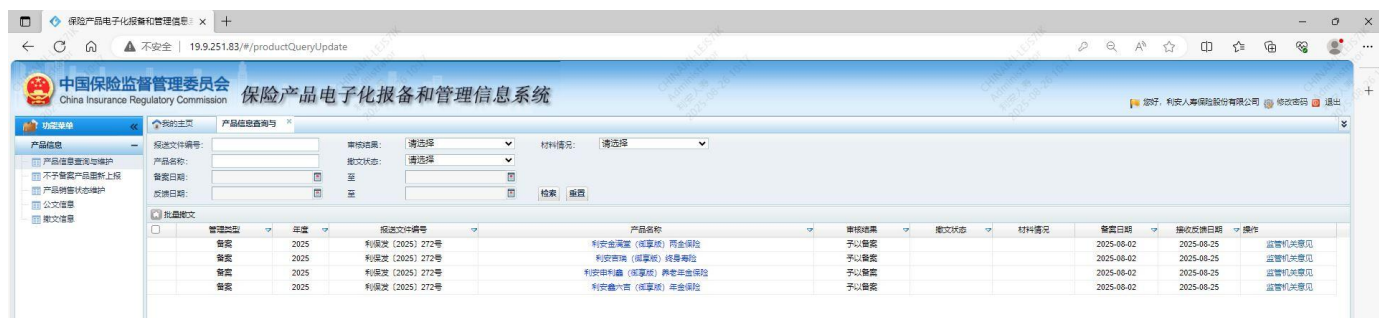 保险产品电子化报备和管理信息系
不安全 | 19.9.251.83/#/productQueryUpdate
中国保险监督管理委员会
China Insurance Regulatory Commission
保险产品电子化报备和管理信息系统
您好，利安人寿保险股份有限公司 修改密码 退出
功能菜单
我的主页 产品信息查询与
产品信息
产品信息查询与维护
不予备案产品重新上报
产品销售状态维护
公文信息
撤文信息
报送文件编号： 审核结果： 请选择 材料情况： 请选择
产品名称： 撤文状态： 请选择
备案日期： 至
反馈日期： 至 检索 重置
批量撤文
管理类型 年度 报送文件编号 产品名称 审核结果 撤文状态 材料情况 备案日期 接收反馈日期 操作
备案 2025 利保发〔2025〕272号 利安金满堂（御享版）两全保险 予以备案 2025-08-02 2025-08-25 监管机关意见
备案 2025 利保发〔2025〕272号 利安吉瑞（御享版）终身寿险 予以备案 2025-08-02 2025-08-25 监管机关意见
备案 2025 利保发〔2025〕272号 利安申利鑫（御享版）养老年金保险 予以备案 2025-08-02 2025-08-25 监管机关意见
备案 2025 利保发〔2025〕272号 利安鑫六吉（御享版）年金保险 予以备案 2025-08-02 2025-08-25 监管机关意见